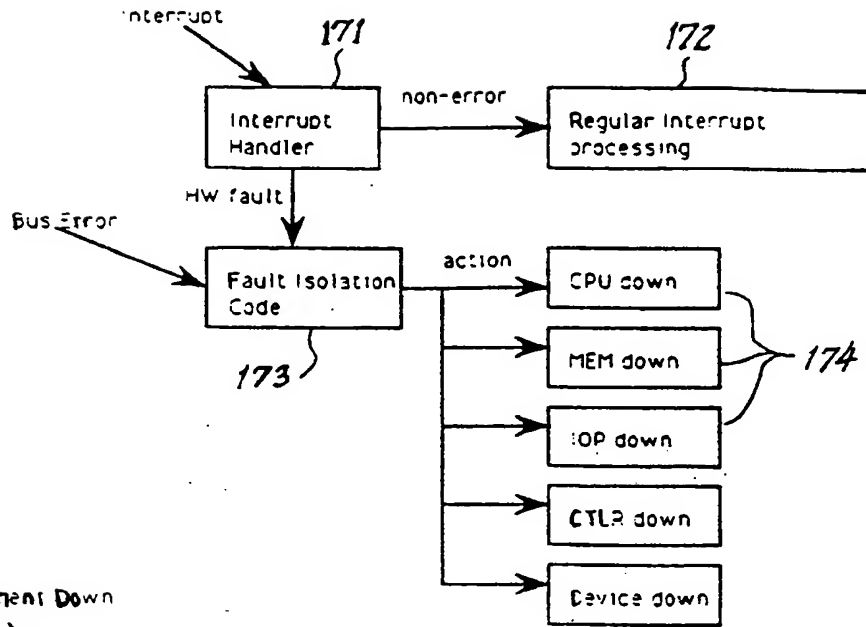 Interrupt
171
172
Interrupt
Handler
non-error
Regular Interrupt
processing
HW fault
Bus Error
Fault Isolation
Code
action
CPU down
173
MEM down
174
IOP down
CTLR down
Device down
Down